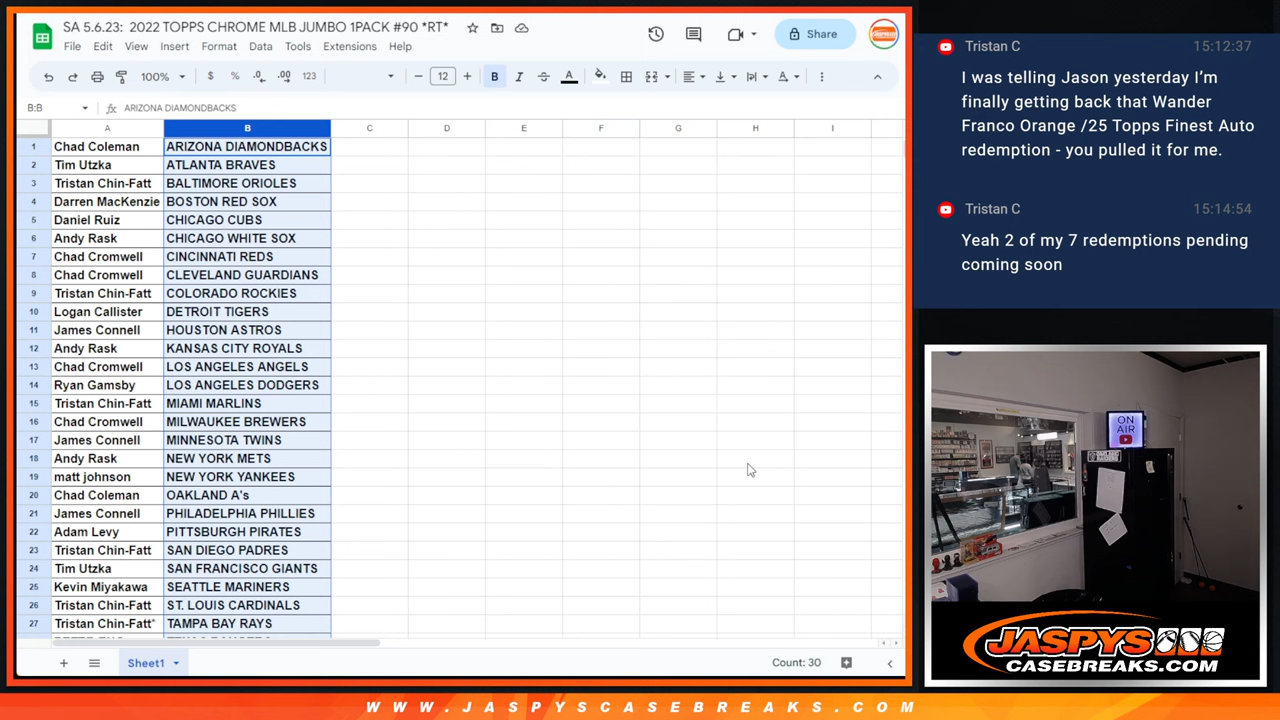 SA 5.6.23: 2022 TOPPS CHROME MLB JUMBO 1PACK #90 *RT*
File Edit View Insert Format Data Tools Extensions Help
Share
100% $ % .0 .00 123 12 B I A
B:B fx ARIZONA DIAMONDBACKS
A B C D E F G H I
1 Chad Coleman ARIZONA DIAMONDBACKS
2 Tim Utzka ATLANTA BRAVES
3 Tristan Chin-Fatt BALTIMORE ORIOLES
4 Darren MacKenzie BOSTON RED SOX
5 Daniel Ruiz CHICAGO CUBS
6 Andy Rask CHICAGO WHITE SOX
7 Chad Cromwell CINCINNATI REDS
8 Chad Cromwell CLEVELAND GUARDIANS
9 Tristan Chin-Fatt COLORADO ROCKIES
10 Logan Callister DETROIT TIGERS
11 James Connell HOUSTON ASTROS
12 Andy Rask KANSAS CITY ROYALS
13 Chad Cromwell LOS ANGELES ANGELS
14 Ryan Gamsby LOS ANGELES DODGERS
15 Tristan Chin-Fatt MIAMI MARLINS
16 Chad Cromwell MILWAUKEE BREWERS
17 James Connell MINNESOTA TWINS
18 Andy Rask NEW YORK METS
19 matt johnson NEW YORK YANKEES
20 Chad Coleman OAKLAND A's
21 James Connell PHILADELPHIA PHILLIES
22 Adam Levy PITTSBURGH PIRATES
23 Tristan Chin-Fatt SAN DIEGO PADRES
24 Tim Utzka SAN FRANCISCO GIANTS
25 Kevin Miyakawa SEATTLE MARINERS
26 Tristan Chin-Fatt ST. LOUIS CARDINALS
27 Tristan Chin-Fatt* TAMPA BAY RAYS
Sheet1
Count: 30
Tristan C 15:12:37
I was telling Jason yesterday I'm
finally getting back that Wander
Franco Orange /25 Topps Finest Auto
redemption - you pulled it for me.
Tristan C 15:14:54
Yeah 2 of my 7 redemptions pending
coming soon
ON
AIR
JASPYS
CASEBREAKS.COM
WWW.JASPYSCASEBREAKS.COM